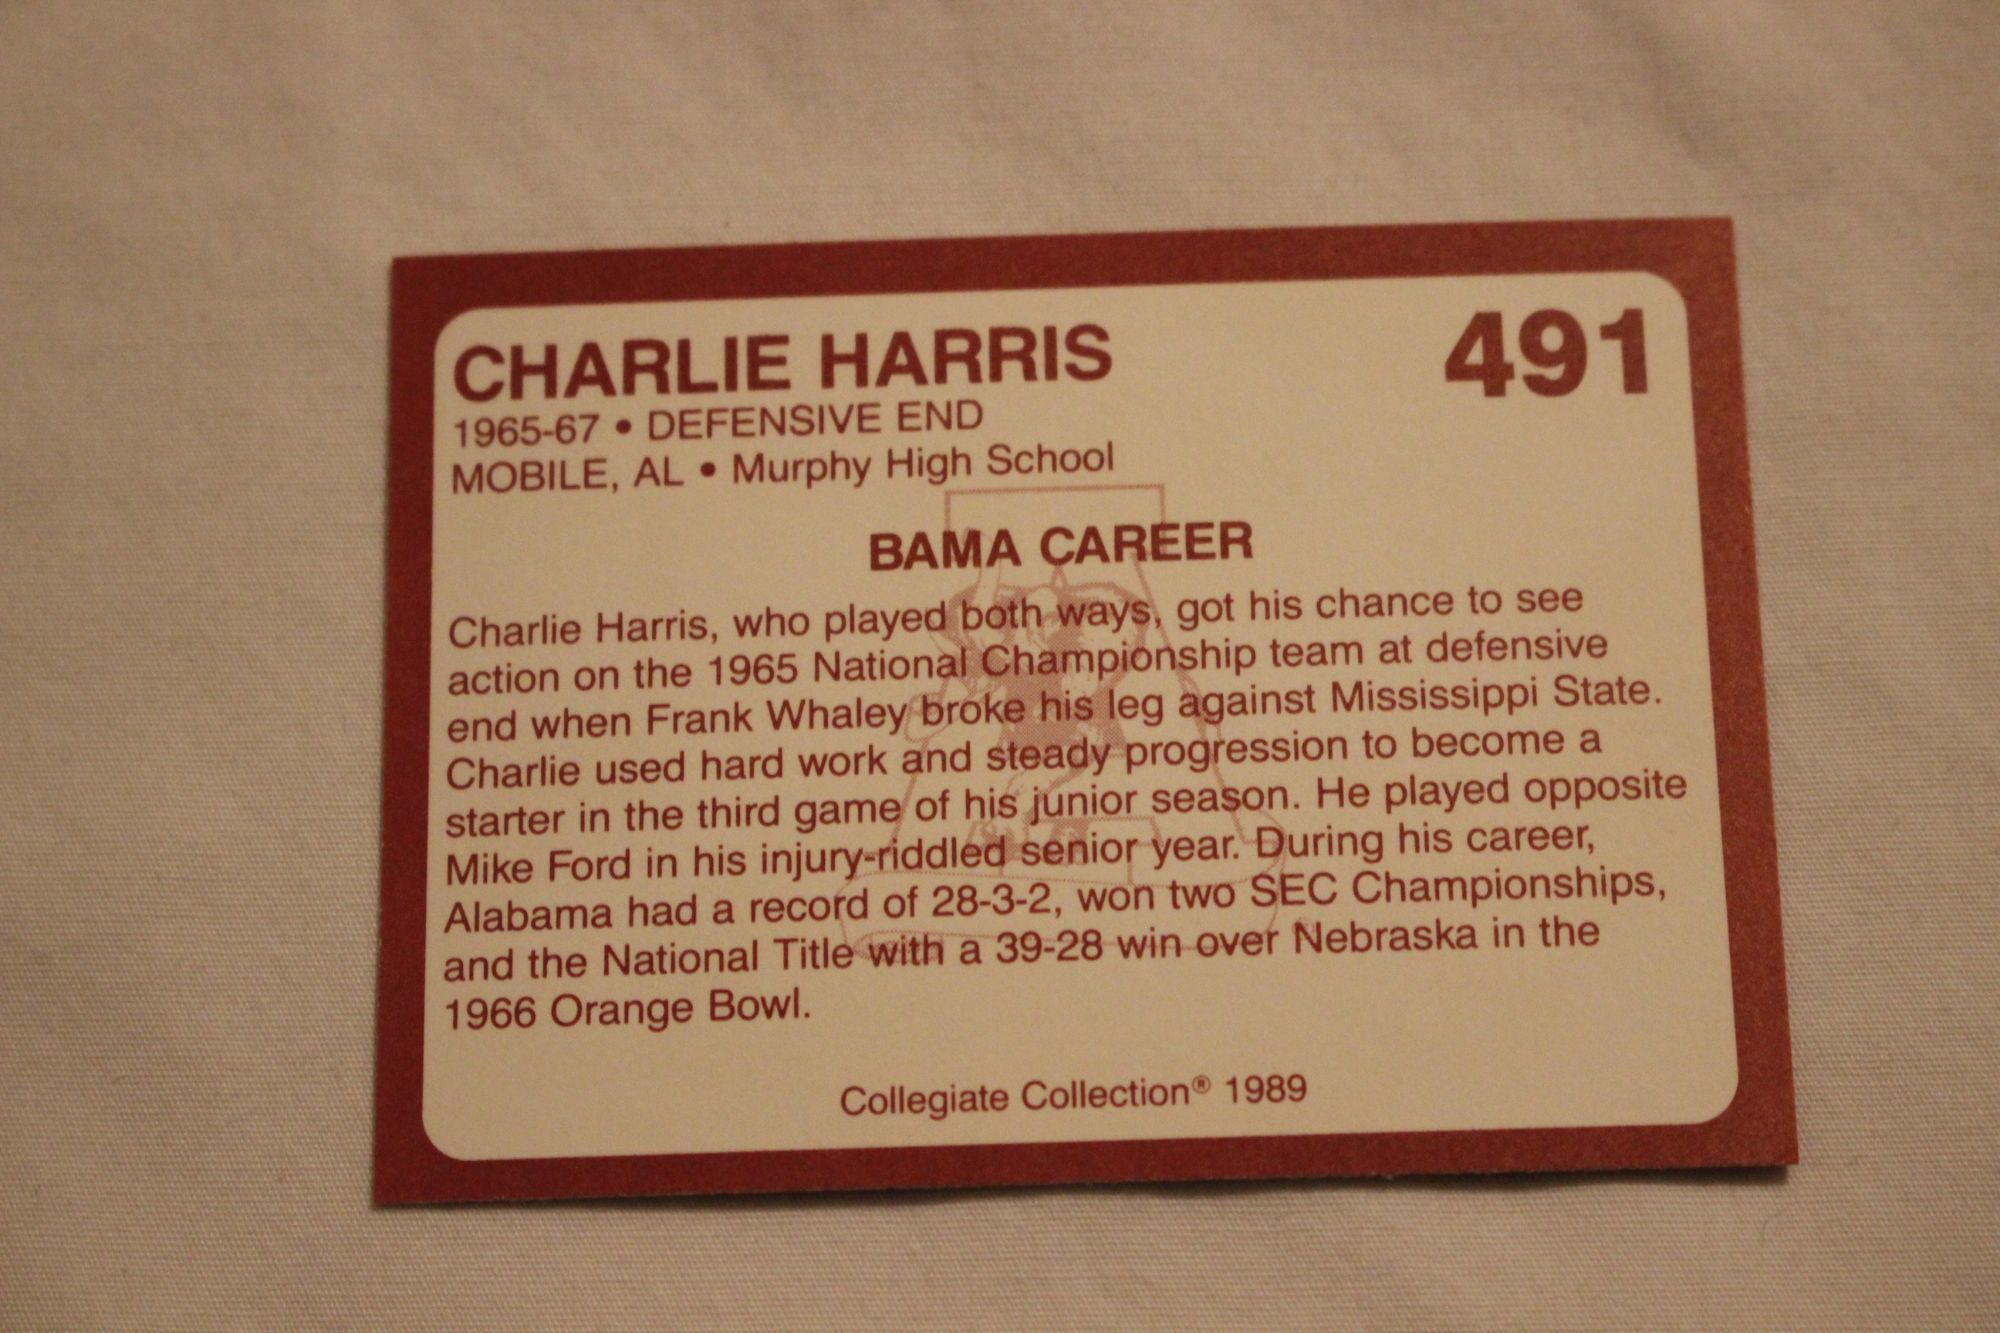 CHARLIE HARRIS
491
1965-67 • DEFENSIVE END
MOBILE, AL • Murphy High School
BAMA CAREER
Charlie Harris, who played both ways, got his chance to see
action on the 1965 National Championship team at defensive
end when Frank Whaley broke his leg against Mississippi State.
Charlie used hard work and steady progression to become a
starter in the third game of his junior season. He played opposite
Mike Ford in his injury-riddled senior year. During his career,
Alabama had a record of 28-3-2, won two SEC Championships,
and the National Title with a 39-28 win over Nebraska in the
1966 Orange Bowl.
Collegiate Collection® 1989